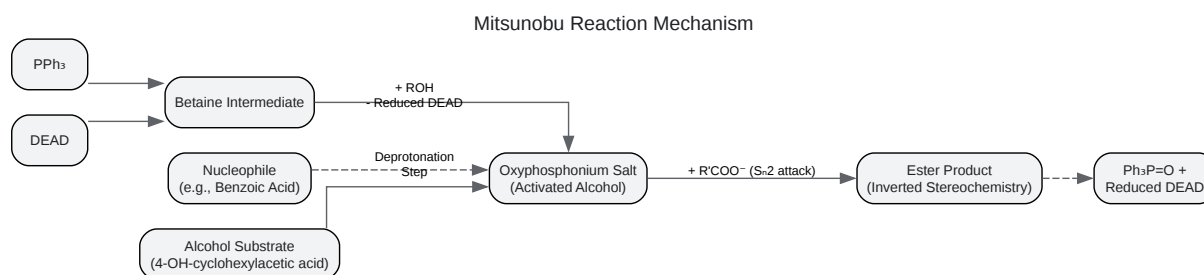 Mitsunobu Reaction Mechanism
PPh₃
DEAD
Betaine Intermediate
+ ROH
- Reduced DEAD
Nucleophile
(e.g., Benzoic Acid)
Deprotonation
Step
Oxyphosphonium Salt
(Activated Alcohol)
+ R'COO⁻ (Sₙ2 attack)
Ester Product
(Inverted Stereochemistry)
Ph₃P=O +
Reduced DEAD
Alcohol Substrate
(4-OH-cyclohexylacetic acid)